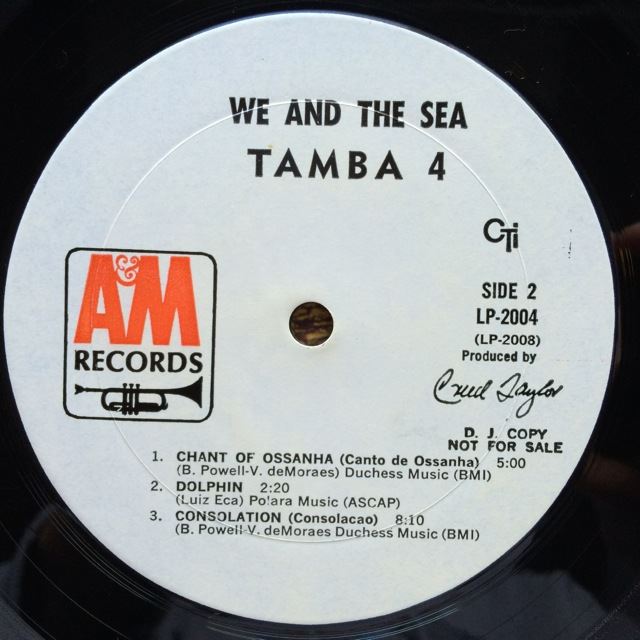 WE AND THE SEA
TAMBA 4
CTi
A&M
RECORDS
SIDE 2
LP-2004
(LP-2008)
Produced by
Creed Taylor
D. J. COPY
NOT FOR SALE
1. CHANT OF OSSANHA (Canto de Ossanha) 5:00
(B. Powell-V. deMoraes) Duchess Music (BMI)
2. DOLPHIN 2:20
(Luiz Eca) Polara Music (ASCAP)
3. CONSOLATION (Consolacao) 8:10
(B. Powell-V. deMoraes Duchess Music (BMI)